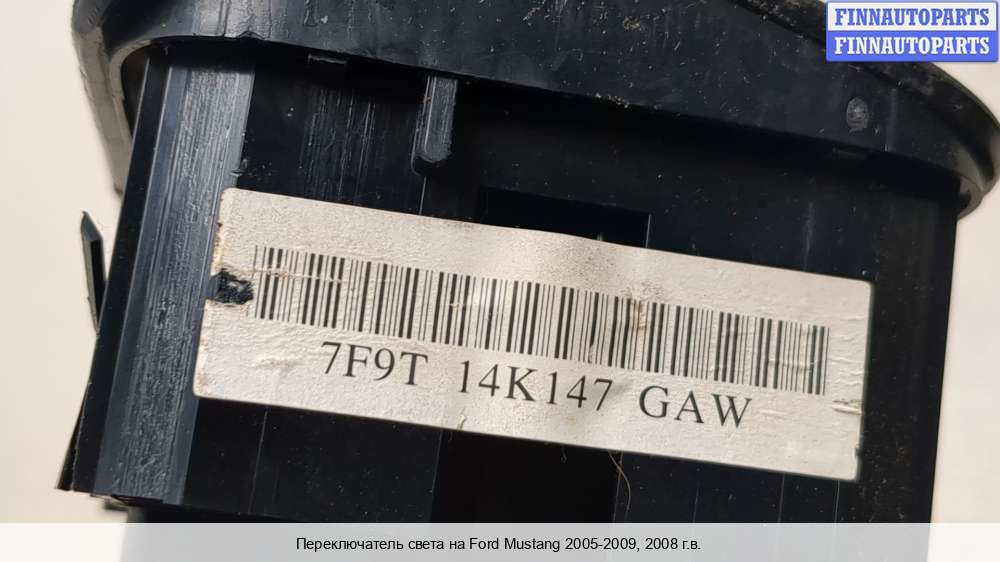 FINNAUTOPARTS
FINNAUTOPARTS
7F9T 14K147 GAW
Переключатель света на Ford Mustang 2005-2009, 2008 г.в.